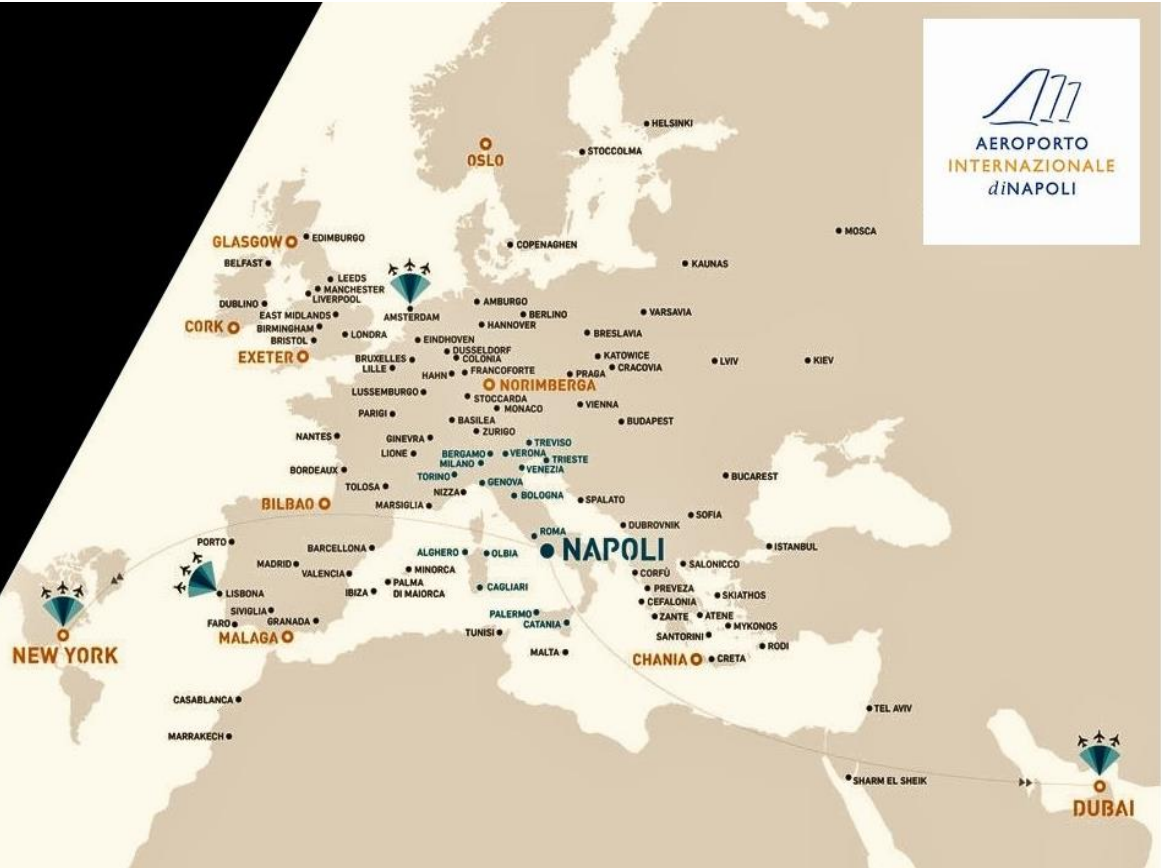 AEROPORTO
INTERNAZIONALE
diNAPOLI
HELSINKI
OSLO
STOCCOLMA
MOSCA
GLASGOW
EDIMBURGO
COPENAGHEN
BELFAST
KAUNAS
LEEDS
MANCHESTER
LIVERPOOL
DUBLINO
AMSTERDAM
AMBURGO
EAST MIDLANDS
BERLINO
VARSAVIA
CORK
BIRMINGHAM
HANNOVER
BRISTOL
LONDRA
EINDHOVEN
BRESLAVIA
EXETER
DUSSELDORF
BRUXELLES
COLONIA
KATOWICE
LVIV
KIEV
LILLE
HAHN
FRANCOFORTE
PRAGA
CRACOVIA
NORIMBERGA
LUSSEMBURGO
STOCCARDA
MONACO
VIENNA
PARIGI
BASILEA
BUDAPEST
NANTES
GINEVRA
ZURIGO
TREVISO
LIONE
BERGAMO
VERONA
TRIESTE
MILANO
VENEZIA
BORDEAUX
TORINO
BUCAREST
TOLOSA
GENOVA
NIZZA
BOLOGNA
SPALATO
BILBAO
MARSIGLIA
SOFIA
DUBROVNIK
ROMA
PORTO
BARCELLONA
ALGHERO
OLBIA
NAPOLI
ISTANBUL
MADRID
VALENCIA
MINORCA
CORFÙ
SALONICCO
IBIZA
PALMA
DI MAIORCA
CAGLIARI
PREVEZA
SKIATHOS
LISBONA
CEFALONIA
SIVIGLIA
PALERMO
ZANTE
ATENE
FARO
GRANADA
CATANIA
MYKONOS
MALAGA
TUNISI
SANTORINI
RODI
NEW YORK
MALTA
CHANIA
CRETA
CASABLANCA
TEL AVIV
MARRAKECH
SHARM EL SHEIK
DUBAI